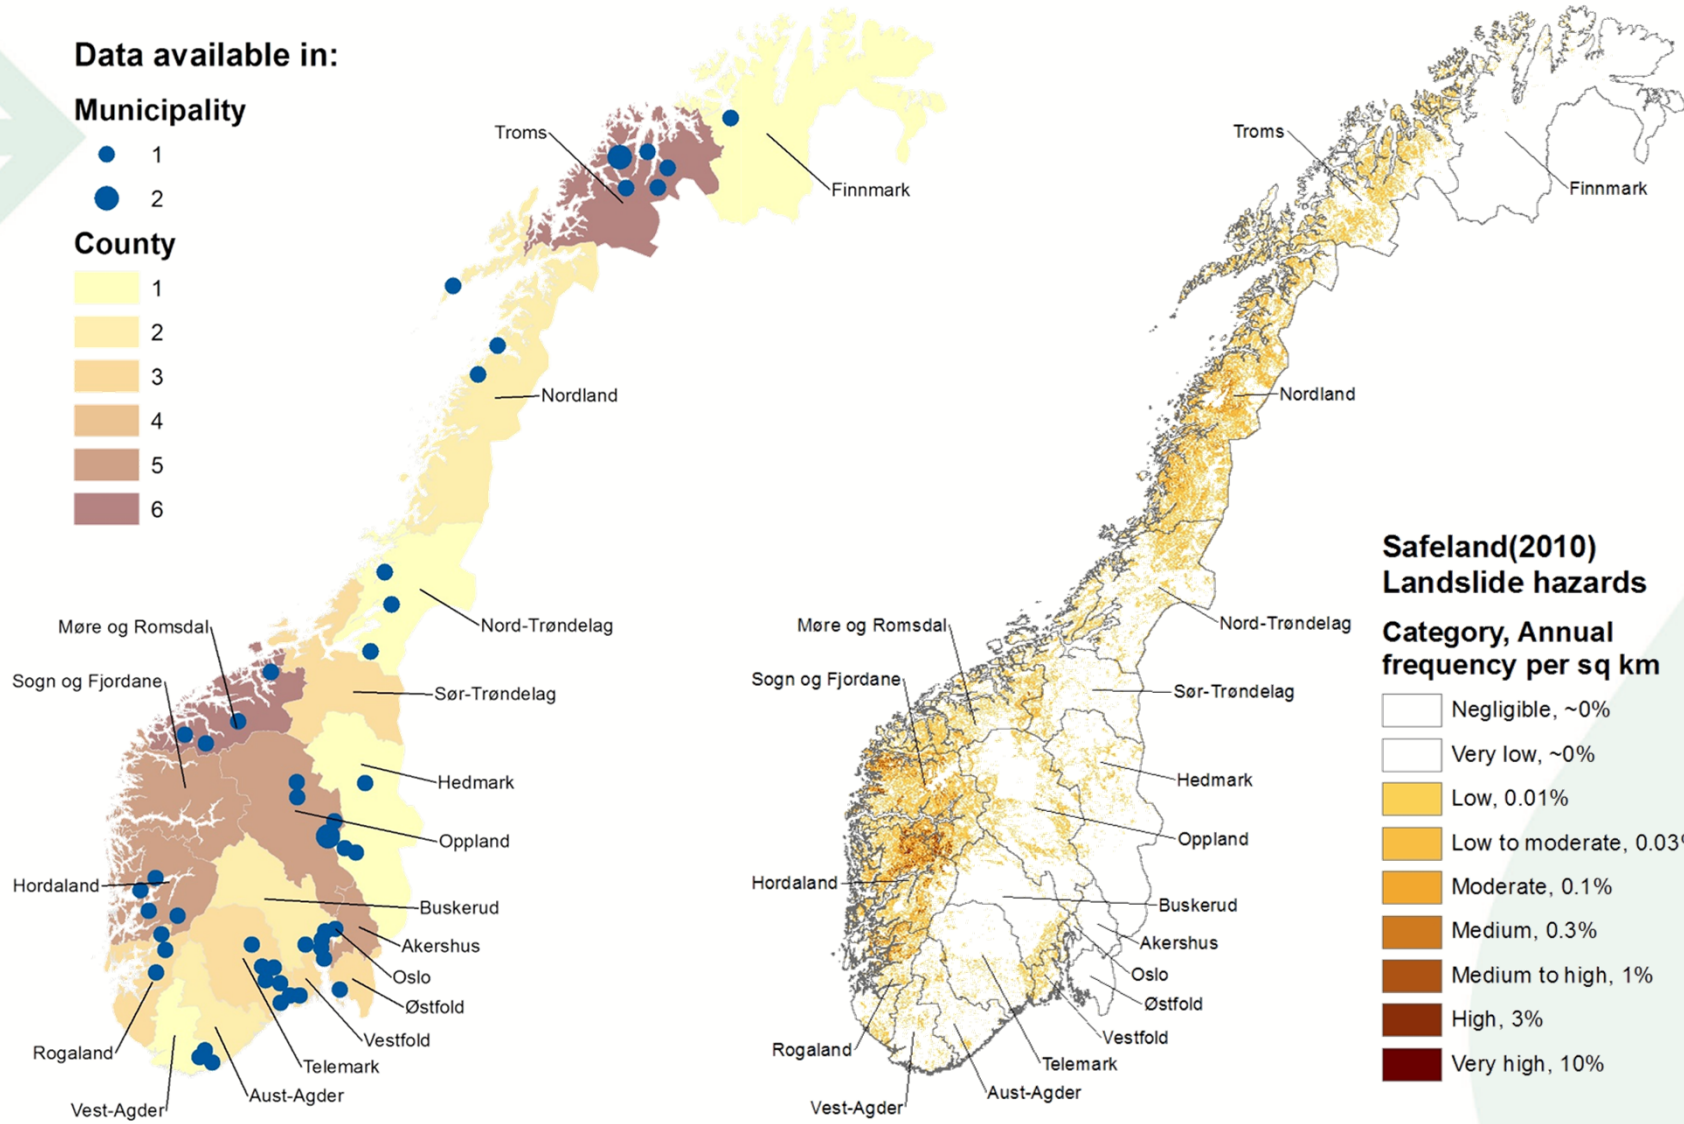 Data available in:
Municipality
1
2
County
1
2
3
4
5
6
Troms
Finnmark
Nordland
Nord-Trøndelag
Møre og Romsdal
Sogn og Fjordane
Sør-Trøndelag
Hedmark
Oppland
Hordaland
Buskerud
Akershus
Oslo
Østfold
Vestfold
Rogaland
Telemark
Aust-Agder
Vest-Agder
Troms
Finnmark
Nordland
Nord-Trøndelag
Møre og Romsdal
Sogn og Fjordane
Sør-Trøndelag
Hedmark
Oppland
Hordaland
Buskerud
Akershus
Oslo
Østfold
Vestfold
Rogaland
Telemark
Aust-Agder
Vest-Agder
Safeland(2010)
Landslide hazards
Category, Annual
frequency per sq km
Negligible, ~0%
Very low, ~0%
Low, 0.01%
Low to moderate, 0.03%
Moderate, 0.1%
Medium, 0.3%
Medium to high, 1%
High, 3%
Very high, 10%